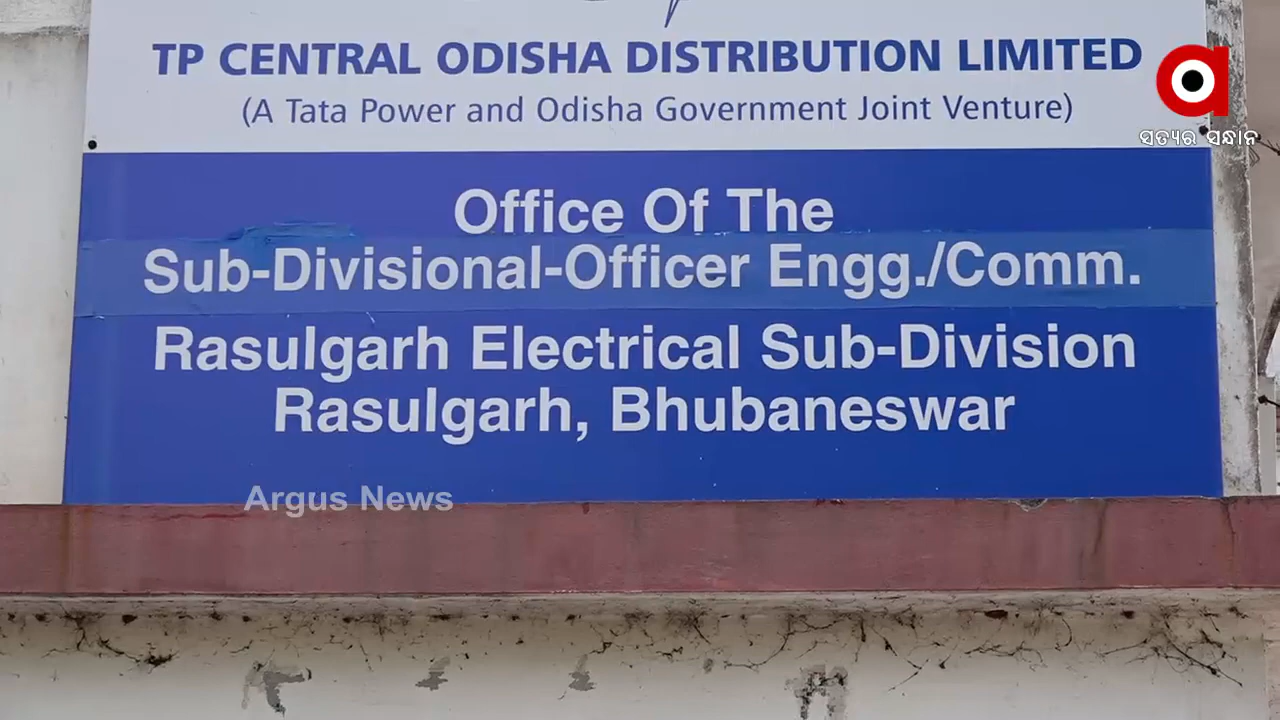 TP CENTRAL ODISHA DISTRIBUTION LIMITED
(A Tata Power and Odisha Government Joint Venture)
ସତ୍ୟର ସନ୍ଧାନ
Office Of The
Sub-Divisional-Officer Engg./Comm.
Rasulgarh Electrical Sub-Division
Rasulgarh, Bhubaneswar
Argus News